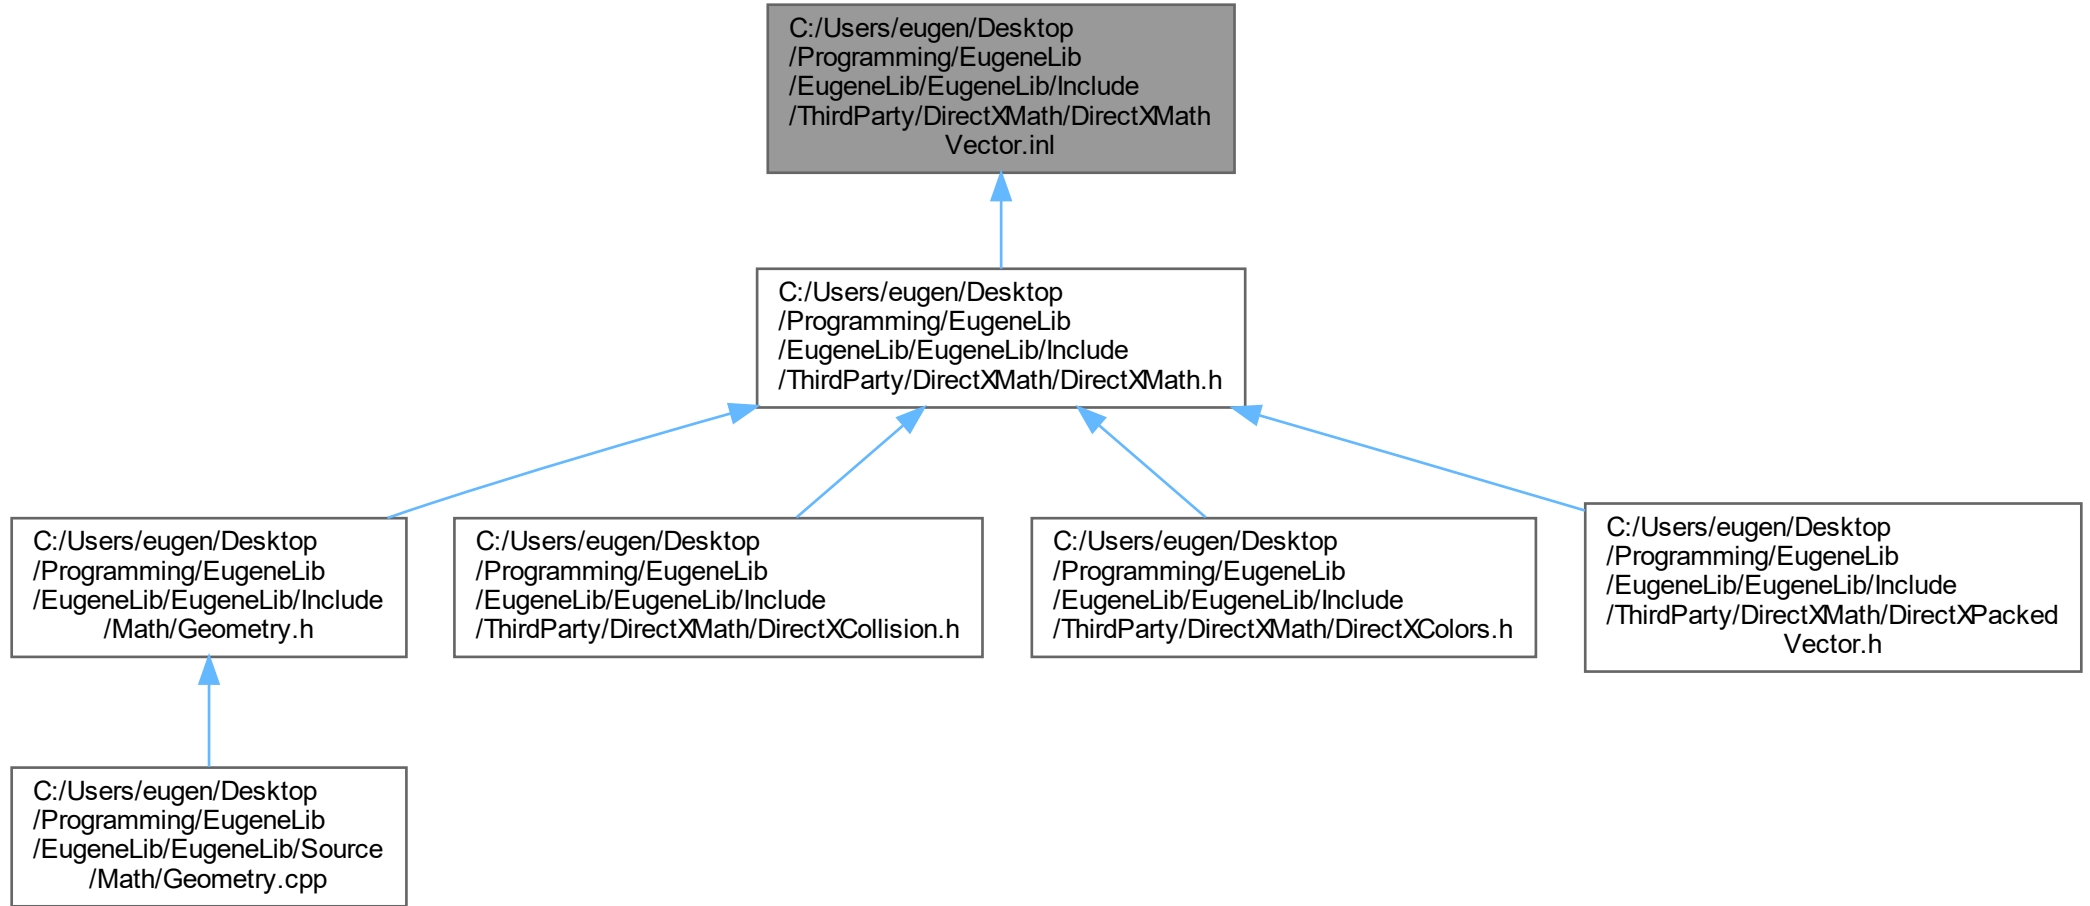 C:/Users/eugen/Desktop
/Programming/EugeneLib
/EugeneLib/EugeneLib/Include
/ThirdParty/DirectXMath/DirectXMath
Vector.inl
C:/Users/eugen/Desktop
/Programming/EugeneLib
/EugeneLib/EugeneLib/Include
/ThirdParty/DirectXMath/DirectXMath.h
C:/Users/eugen/Desktop
/Programming/EugeneLib
/EugeneLib/EugeneLib/Include
/Math/Geometry.h
C:/Users/eugen/Desktop
/Programming/EugeneLib
/EugeneLib/EugeneLib/Include
/ThirdParty/DirectXMath/DirectXCollision.h
C:/Users/eugen/Desktop
/Programming/EugeneLib
/EugeneLib/EugeneLib/Include
/ThirdParty/DirectXMath/DirectXColors.h
C:/Users/eugen/Desktop
/Programming/EugeneLib
/EugeneLib/EugeneLib/Include
/ThirdParty/DirectXMath/DirectXPacked
Vector.h
C:/Users/eugen/Desktop
/Programming/EugeneLib
/EugeneLib/EugeneLib/Source
/Math/Geometry.cpp